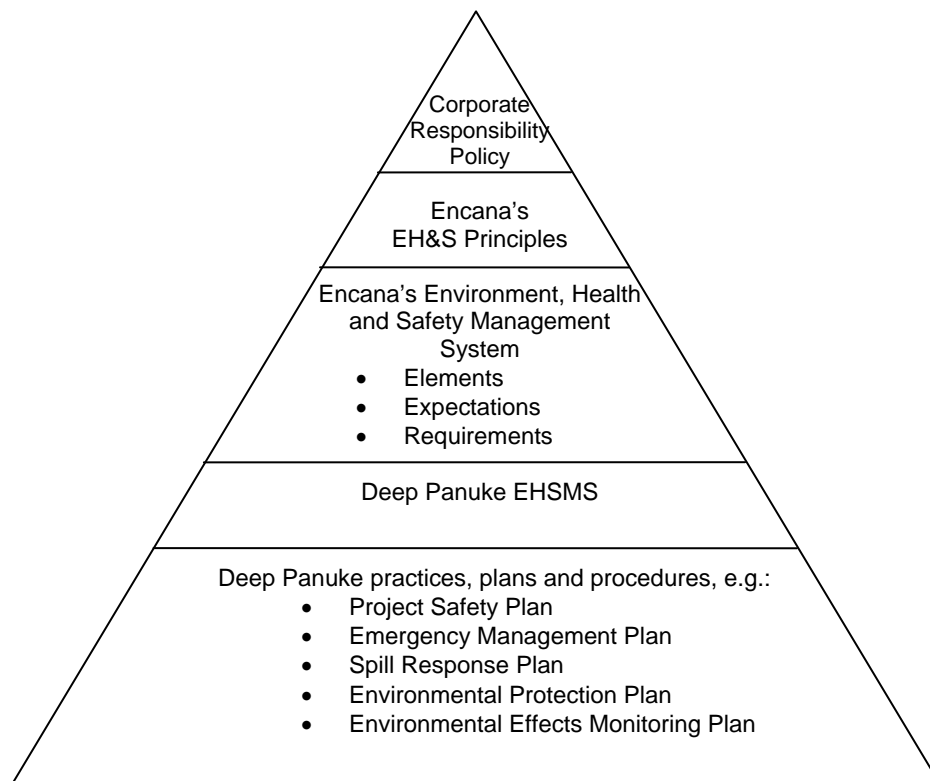 Corporate
Responsibility
Policy
Encana’s
EH&S Principles
Encana’s Environment, Health
and Safety Management
System
• Elements
• Expectations
• Requirements
Deep Panuke EHSMS
Deep Panuke practices, plans and procedures, e.g.:
• Project Safety Plan
• Emergency Management Plan
• Spill Response Plan
• Environmental Protection Plan
• Environmental Effects Monitoring Plan